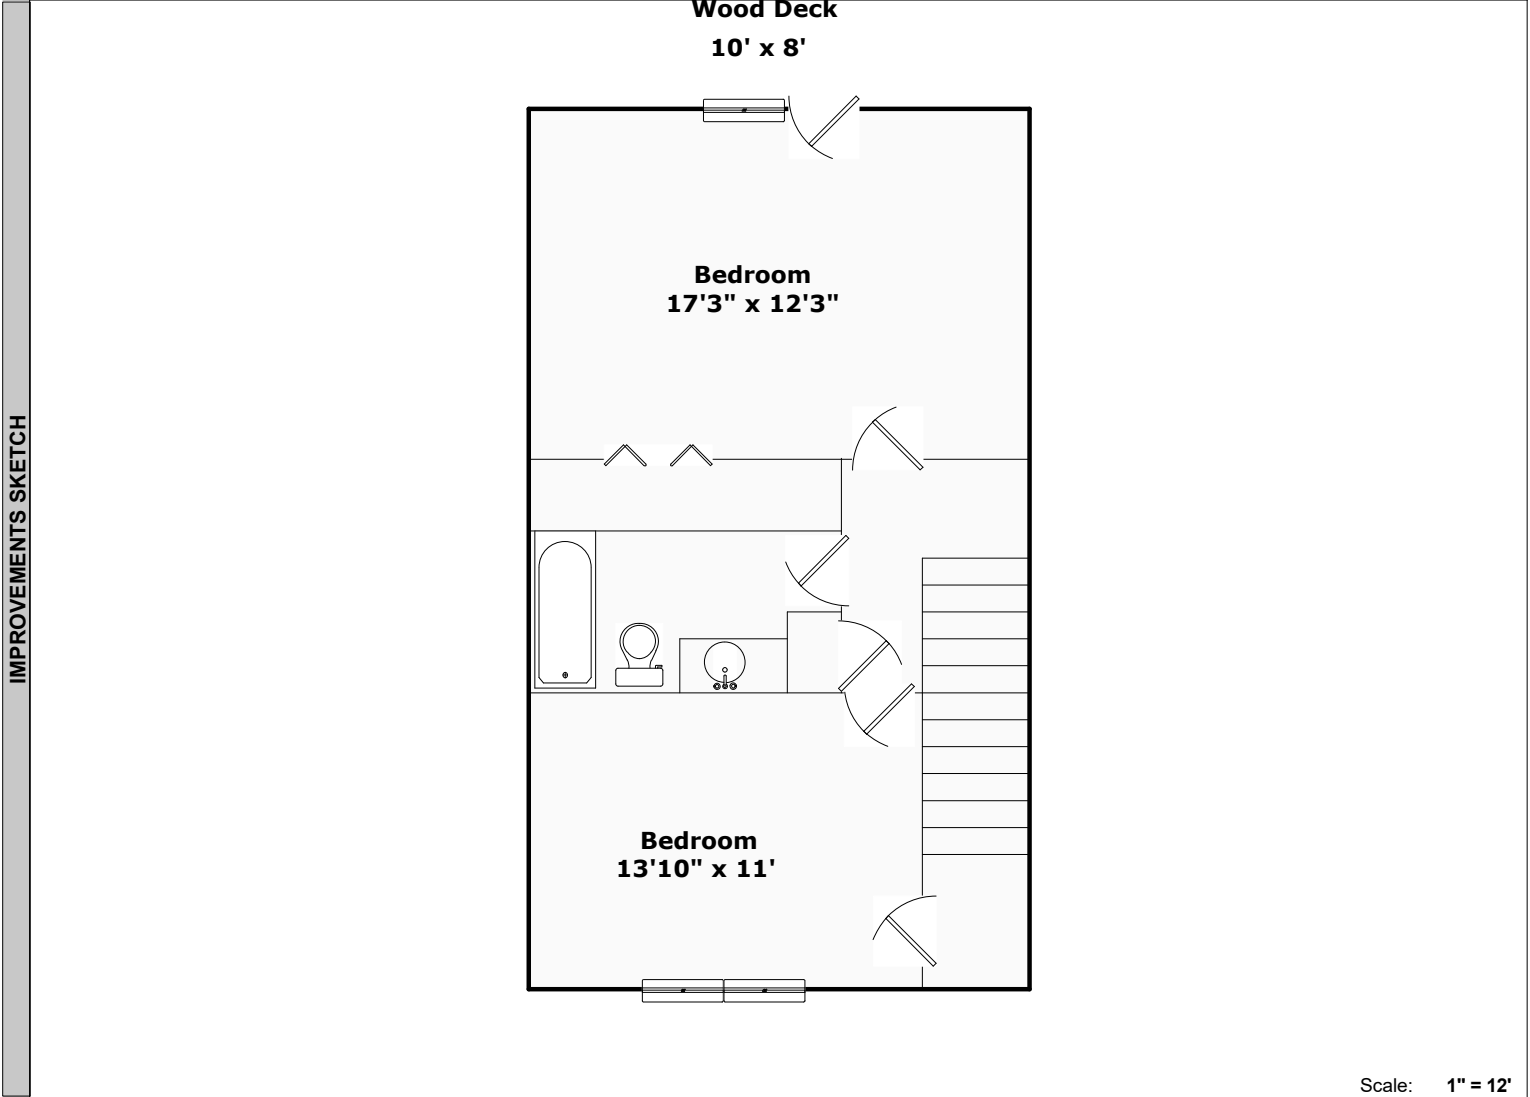 Wood Deck
10' x 8'
Bedroom
17'3" x 12'3"
Bedroom
13'10" x 11'
IMPROVEMENTS SKETCH
Scale: 1" = 12'